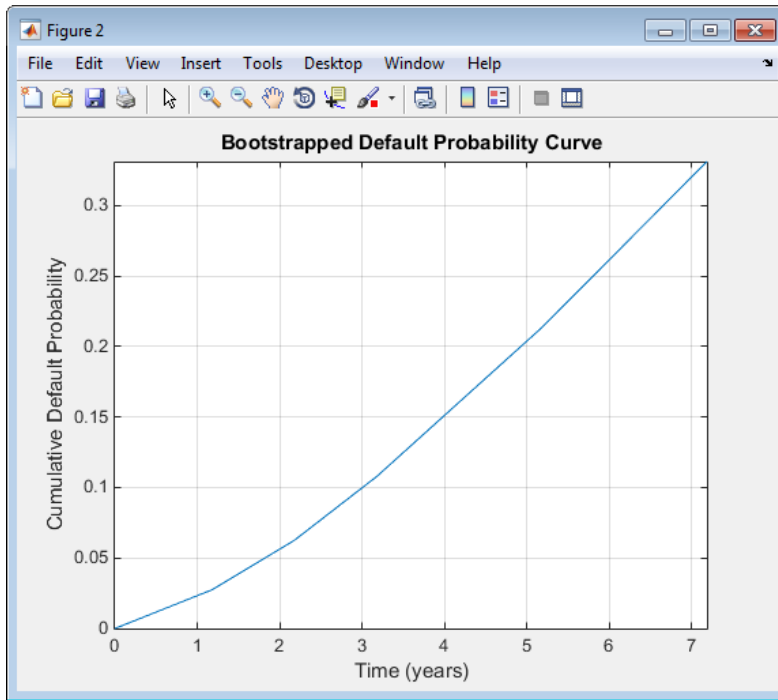 Figure 2
File Edit View Insert Tools Desktop Window Help
Bootstrapped Default Probability Curve
0.3
0.25
0.2
0.15
0.1
0.05
0
Cumulative Default Probability
0 1 2 3 4 5 6 7
Time (years)